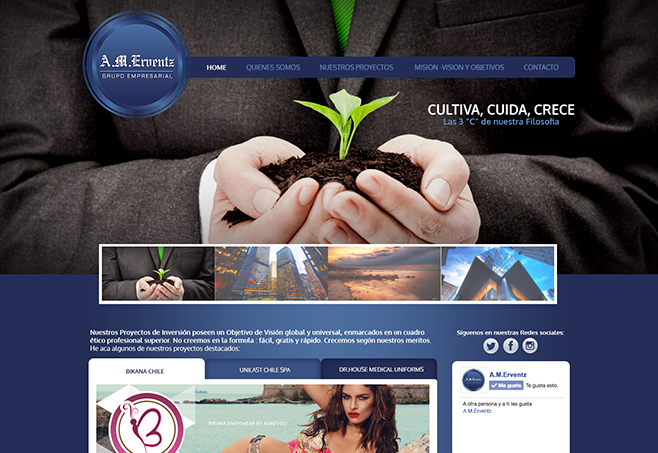 A.M.Erventz
GRUPO EMPRESARIAL
HOME QUIENES SOMOS NUESTROS PROYECTOS MISION -VISION Y OBJETIVOS CONTACTO
CULTIVA, CUIDA, CRECE
Las 3 "C" de nuestra Filosofia
Nuestros Proyectos de Inversión poseen un Objetivo de Visión global y universal, enmarcados en un cuadro
ético profesional superior. No creemos en la formula : fácil, gratis y rápido. Crecemos según nuestros meritos.
He aca algunos de nuestros proyectos destacados:
Síguenos en nuestras Redes sociales:
BIKANA CHILE UNILAST CHILE SPA DR.HOUSE MEDICAL UNIFORMS
A.M.Erventz
Me gusta Te gusta esto.
A otra persona y a ti les gusta
A.M.Erventz
BIKANA SWIMWEAR BY ANAEVELI